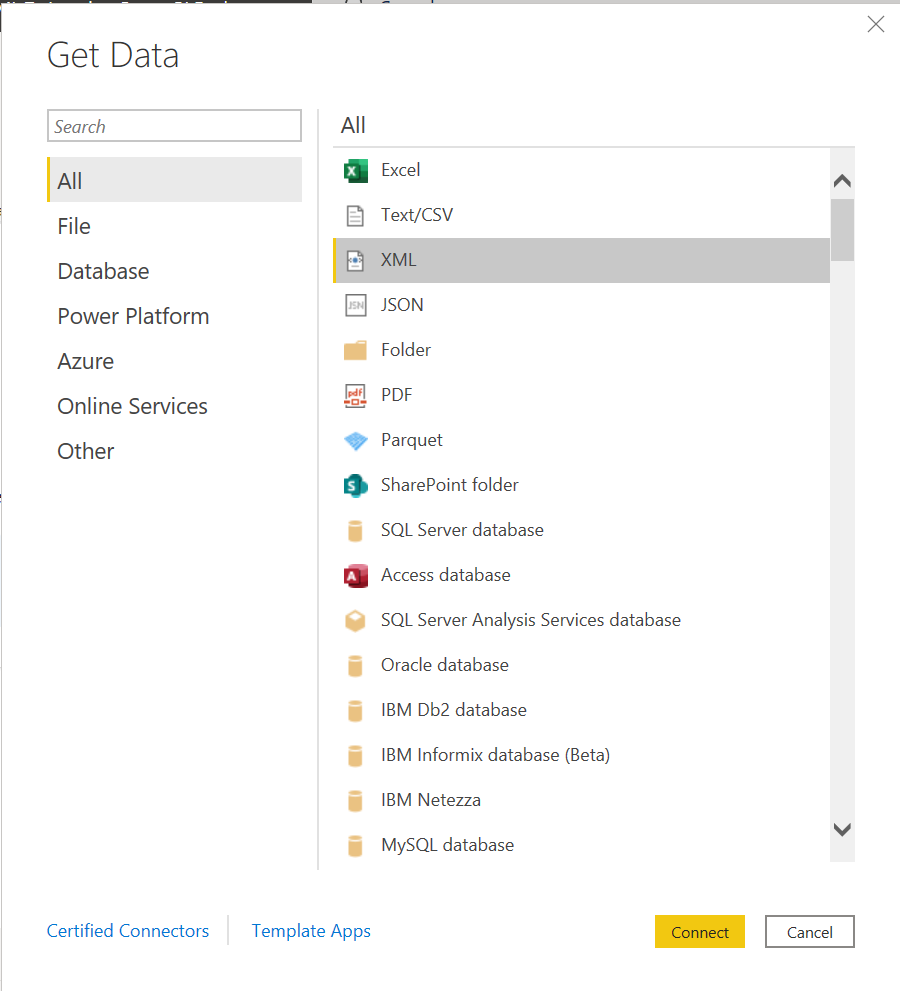 Get Data
Search
All
File
Database
Power Platform
Azure
Online Services
Other
All
Excel
Text/CSV
XML
JSN JSON
Folder
pdf PDF
Parquet
S SharePoint folder
SQL Server database
A Access database
SQL Server Analysis Services database
Oracle database
IBM Db2 database
IBM Informix database (Beta)
IBM Netezza
MySQL database
Certified Connectors
Template Apps
Connect
Cancel